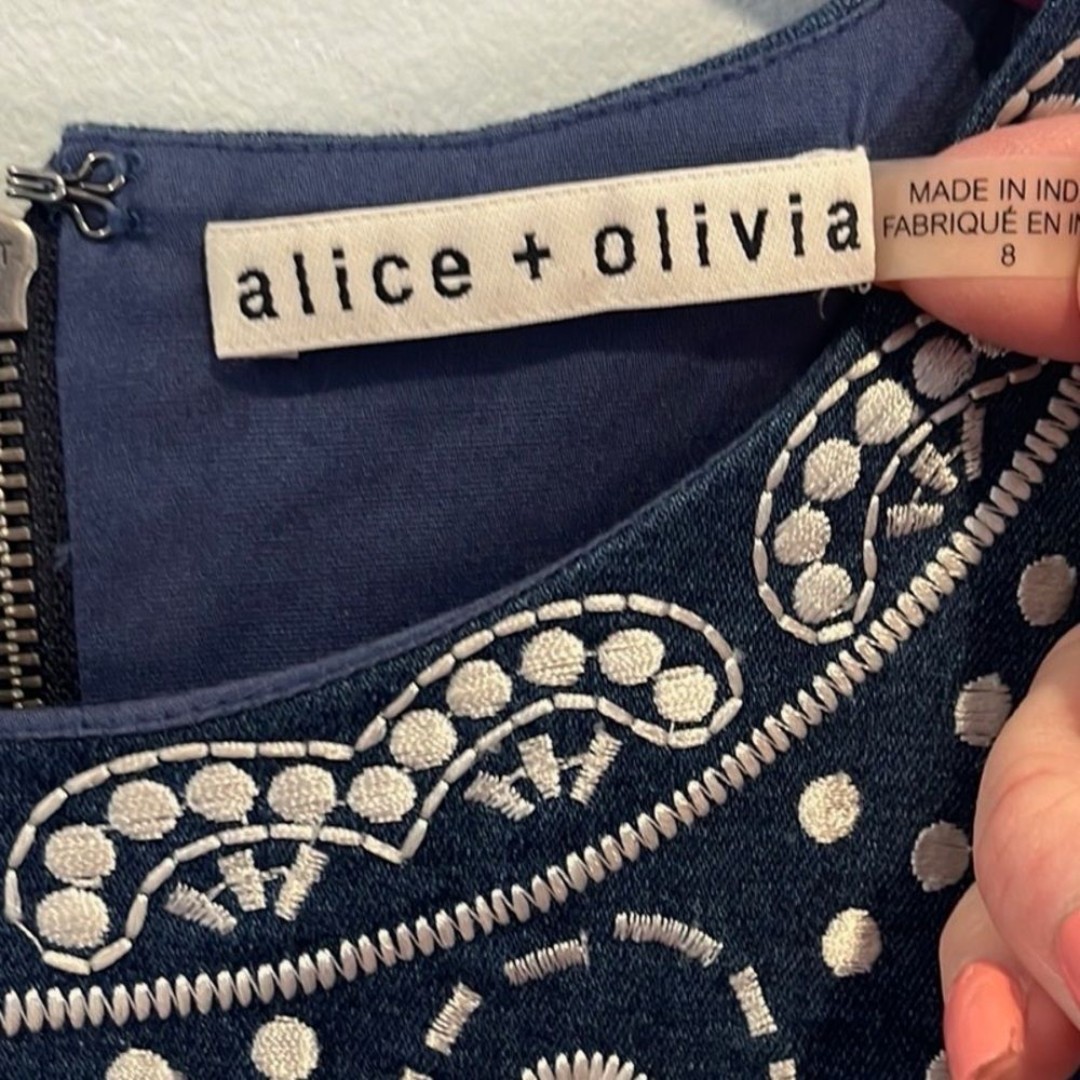 alice + olivia
MADE IN IND
FABRIQUÉ EN IN
8
T